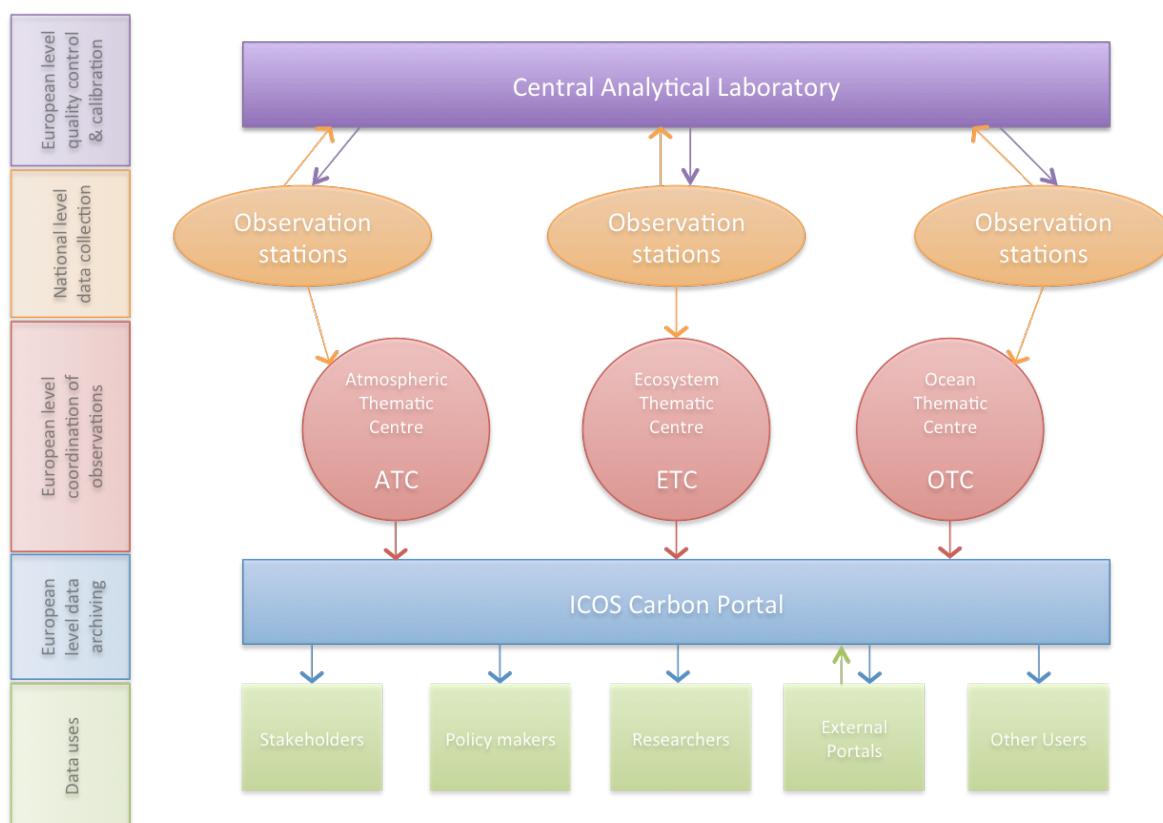 European level
quality control
& calibration
Central Analytical Laboratory
National level
data collection
Observation
stations
Observation
stations
Observation
stations
European level
coordination of
observations
Atmospheric
Thematic
Centre
ATC
Ecosystem
Thematic
Centre
ETC
Ocean
Thematic
Centre
OTC
European
level data
archiving
ICOS Carbon Portal
Data uses
Stakeholders
Policy makers
Researchers
External
Portals
Other Users